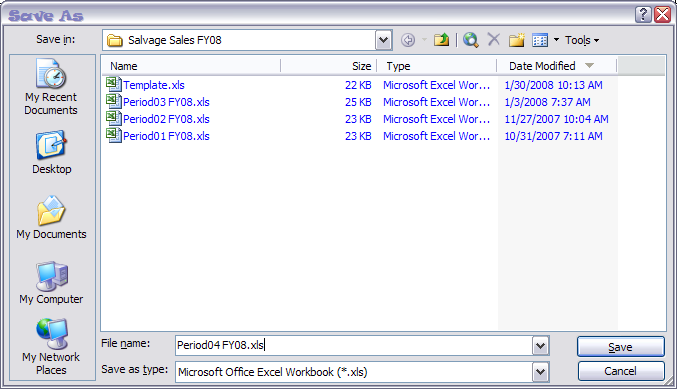 Save As
Save in: Salvage Sales FY08 Tools
Name Size Type Date Modified
Template.xls 22 KB Microsoft Excel Wor... 1/30/2008 10:13 AM
Period03 FY08.xls 25 KB Microsoft Excel Wor... 1/3/2008 7:37 AM
Period02 FY08.xls 23 KB Microsoft Excel Wor... 11/27/2007 10:04 AM
Period01 FY08.xls 23 KB Microsoft Excel Wor... 10/31/2007 7:11 AM
My Recent
Documents
Desktop
My Documents
My Computer
My Network
Places
File name: Period04 FY08.xls Save
Save as type: Microsoft Office Excel Workbook (*.xls) Cancel